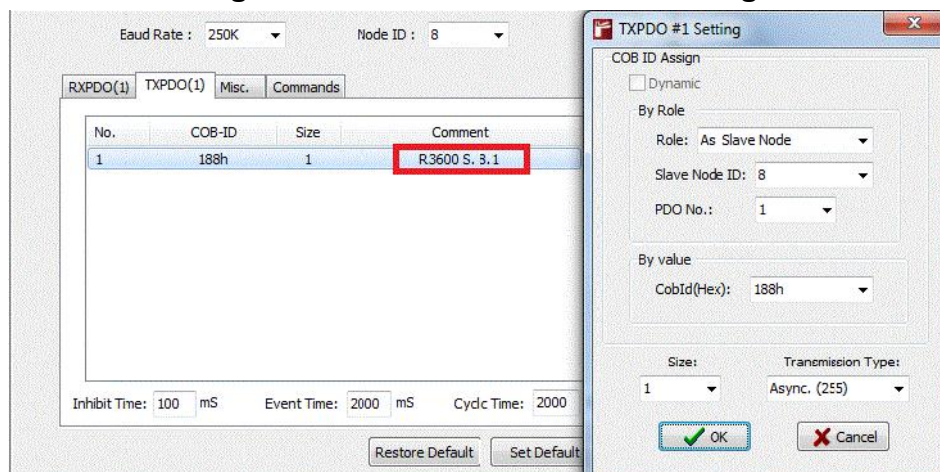 Eaud Rate : 250K Node ID : 8
RXPDO(1) TXPDO(1) Misc. Commands
No. COB-ID Size Comment
1 188h 1 R3600 S. 3.1
Inhibit Time: 100 mS Event Time: 2000 mS Cyclc Time: 2000
Restore Default Set Default
TXPDO #1 Setting
COB ID Assign
Dynamic
By Role
Role: As Slave Node
Slave Node ID: 8
PDO No.: 1
By value
CobId(Hex): 188h
Size: Transmission Type:
1 Async. (255)
OK Cancel